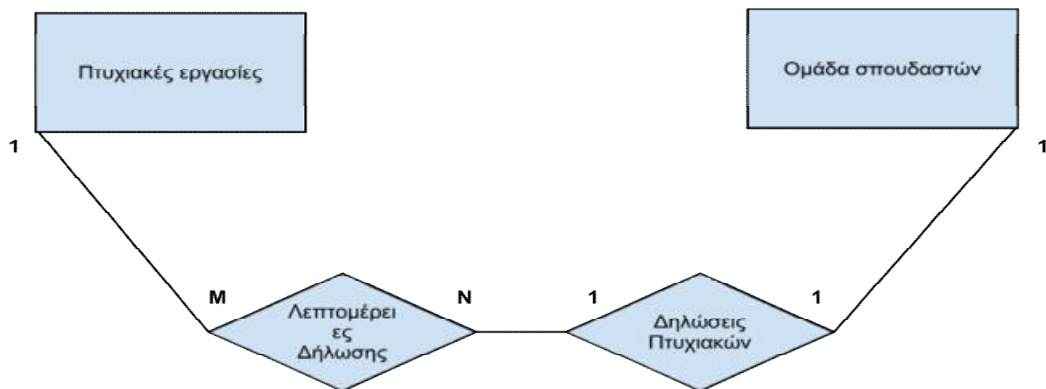 Πτυχιακές εργασίες
Ομάδα σπουδαστών
1
1
M
N
1
1
Λεπτομέρει
ες
Δήλωσης
Δηλώσεις
Πτυχιακών